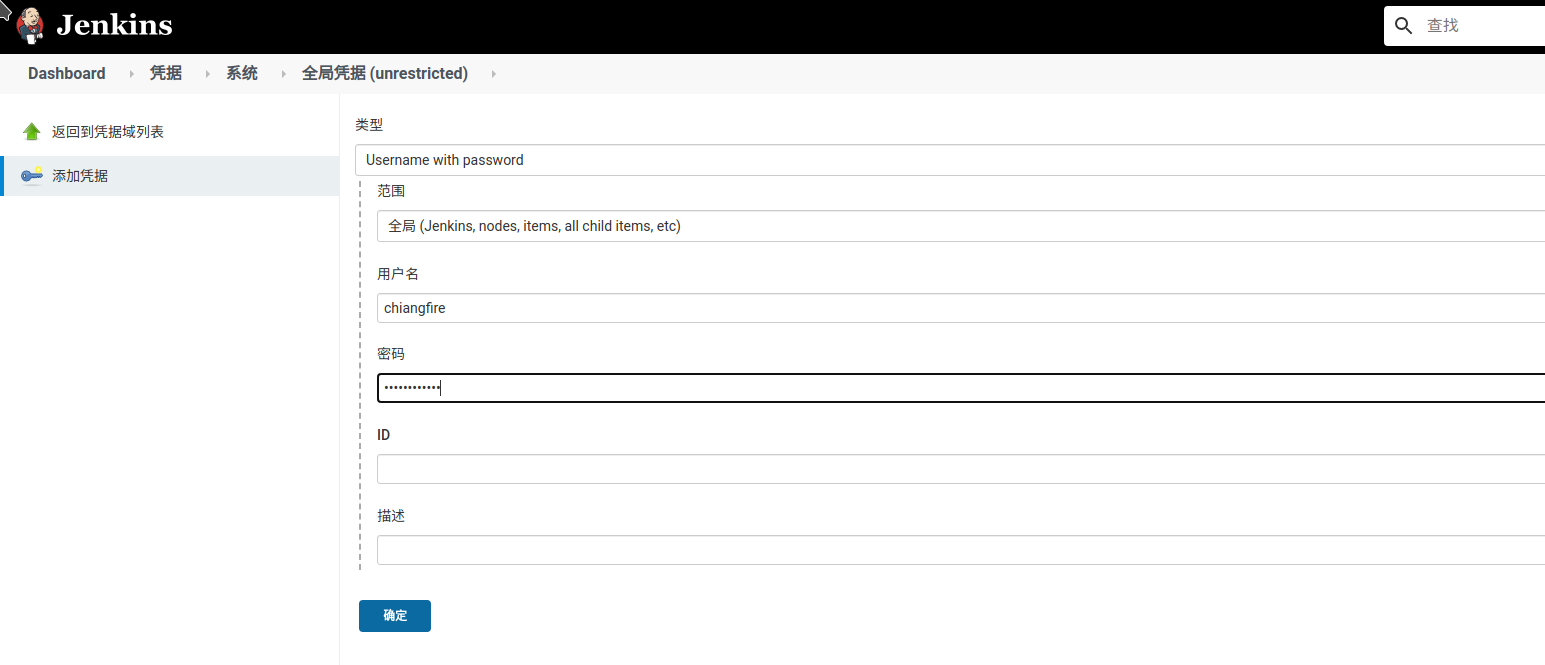 Jenkins
查找
Dashboard 凭据 系统 全局凭据 (unrestricted)
返回到凭据域列表
添加凭据
类型
Username with password
范围
全局 (Jenkins, nodes, items, all child items, etc)
用户名
chiangfire
密码
••••••••••••
ID
描述
确定